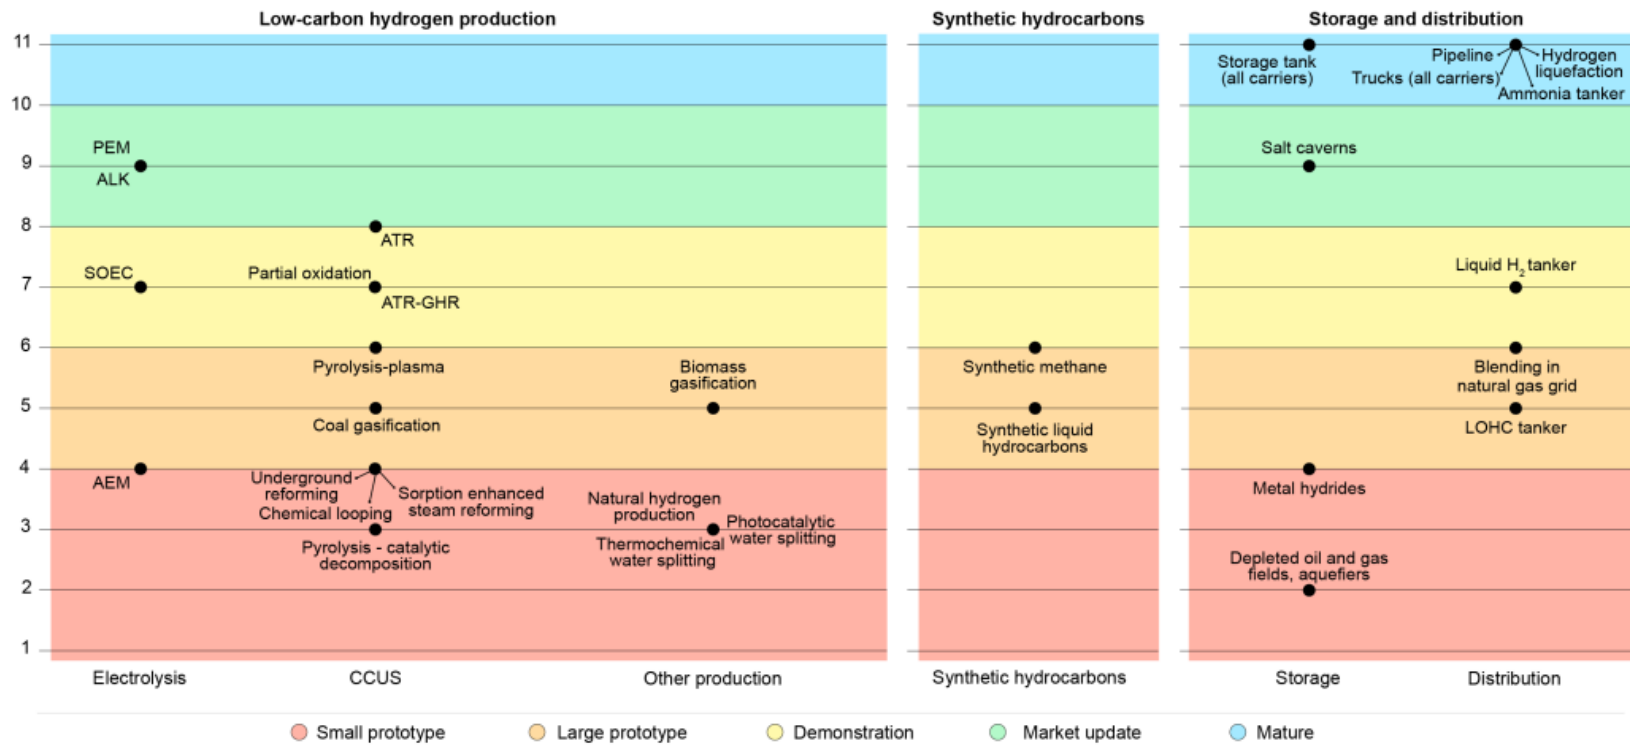 Low-carbon hydrogen production
Synthetic hydrocarbons
Storage and distribution
11
10
9
8
7
6
5
4
3
2
1
PEM
ALK
SOEC
AEM
ATR
Partial oxidation
ATR-GHR
Pyrolysis-plasma
Coal gasification
Underground
reforming
Chemical looping
Sorption enhanced
steam reforming
Pyrolysis - catalytic
decomposition
Biomass
gasification
Natural hydrogen
production
Photocatalytic
water splitting
Thermochemical
water splitting
Synthetic methane
Synthetic liquid
hydrocarbons
Storage tank
(all carriers)
Salt caverns
Metal hydrides
Depleted oil and gas
fields, aquefiers
Pipeline
Hydrogen
liquefaction
Trucks (all carriers)
Ammonia tanker
Liquid H₂ tanker
Blending in
natural gas grid
LOHC tanker
Electrolysis
CCUS
Other production
Synthetic hydrocarbons
Storage
Distribution
Small prototype
Large prototype
Demonstration
Market update
Mature